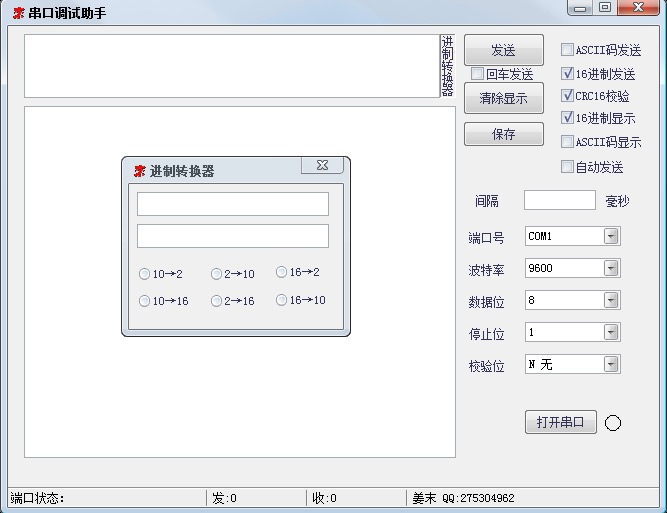 串口调试助手
进制转换器
发送
回车发送
清除显示
保存
ASCII码发送
16进制发送
CRC16校验
16进制显示
ASCII码显示
自动发送
间隔 毫秒
端口号 COM1
波特率 9600
数据位 8
停止位 1
校验位 N 无
打开串口
进制转换器
10→2 2→10 16→2
10→16 2→16 16→10
端口状态: 发:0 收:0 姜末 QQ:275304962